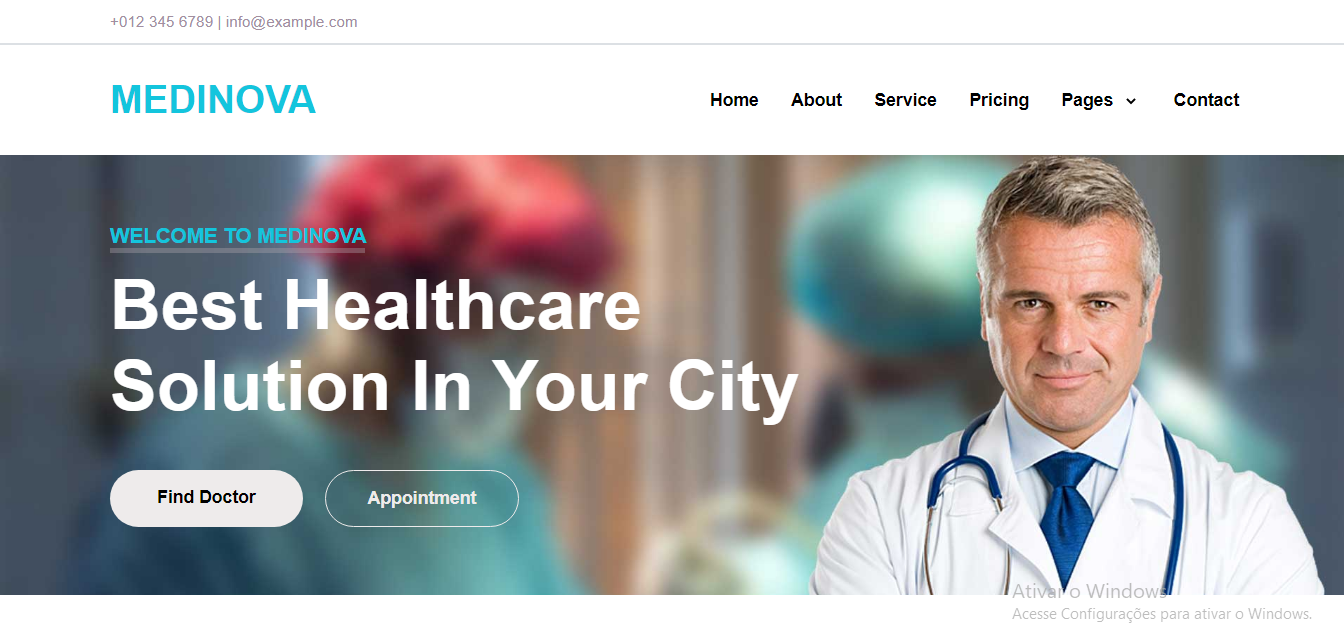 +012 345 6789 | info@example.com
MEDINOVA
Home About Service Pricing Pages Contact
WELCOME TO MEDINOVA
Best Healthcare
Solution In Your City
Find Doctor Appointment
Ativar o Windows
Acesse Configurações para ativar o Windows.